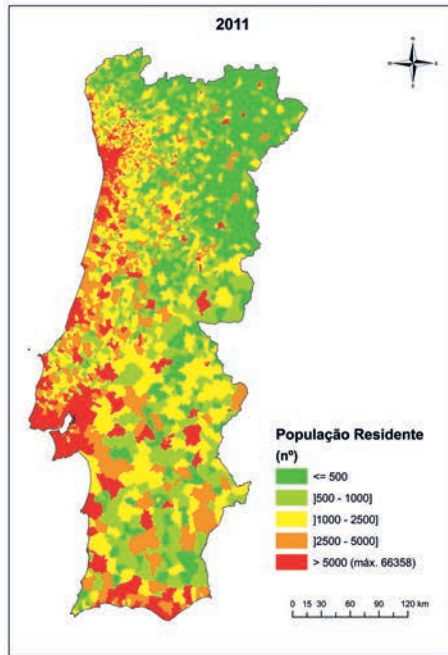 2011
N
W
E
S
População Residente
(nº)
<= 500
]500 - 1000]
]1000 - 2500]
]2500 - 5000]
> 5000 (máx. 66358)
0 15 30 60 90 120 km